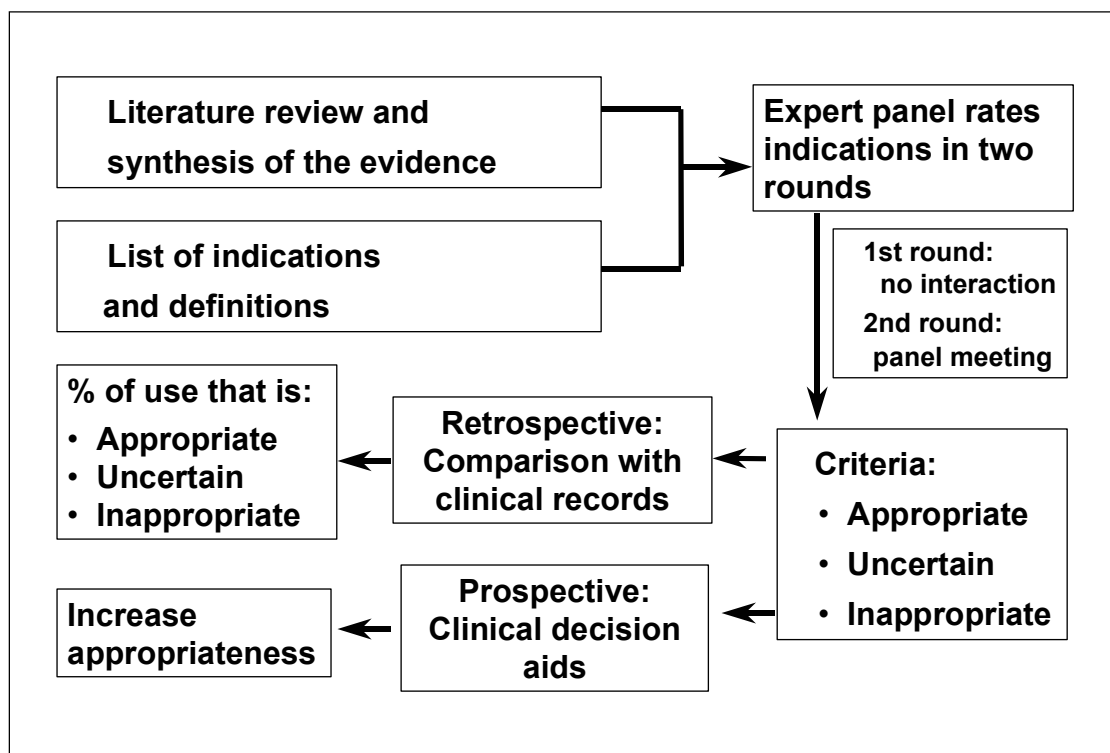 Literature review and
synthesis of the evidence
List of indications
and definitions
Expert panel rates
indications in two
rounds
1st round:
no interaction
2nd round:
panel meeting
Criteria:
• Appropriate
• Uncertain
• Inappropriate
Retrospective:
Comparison with
clinical records
% of use that is:
• Appropriate
• Uncertain
• Inappropriate
Prospective:
Clinical decision
aids
Increase
appropriateness